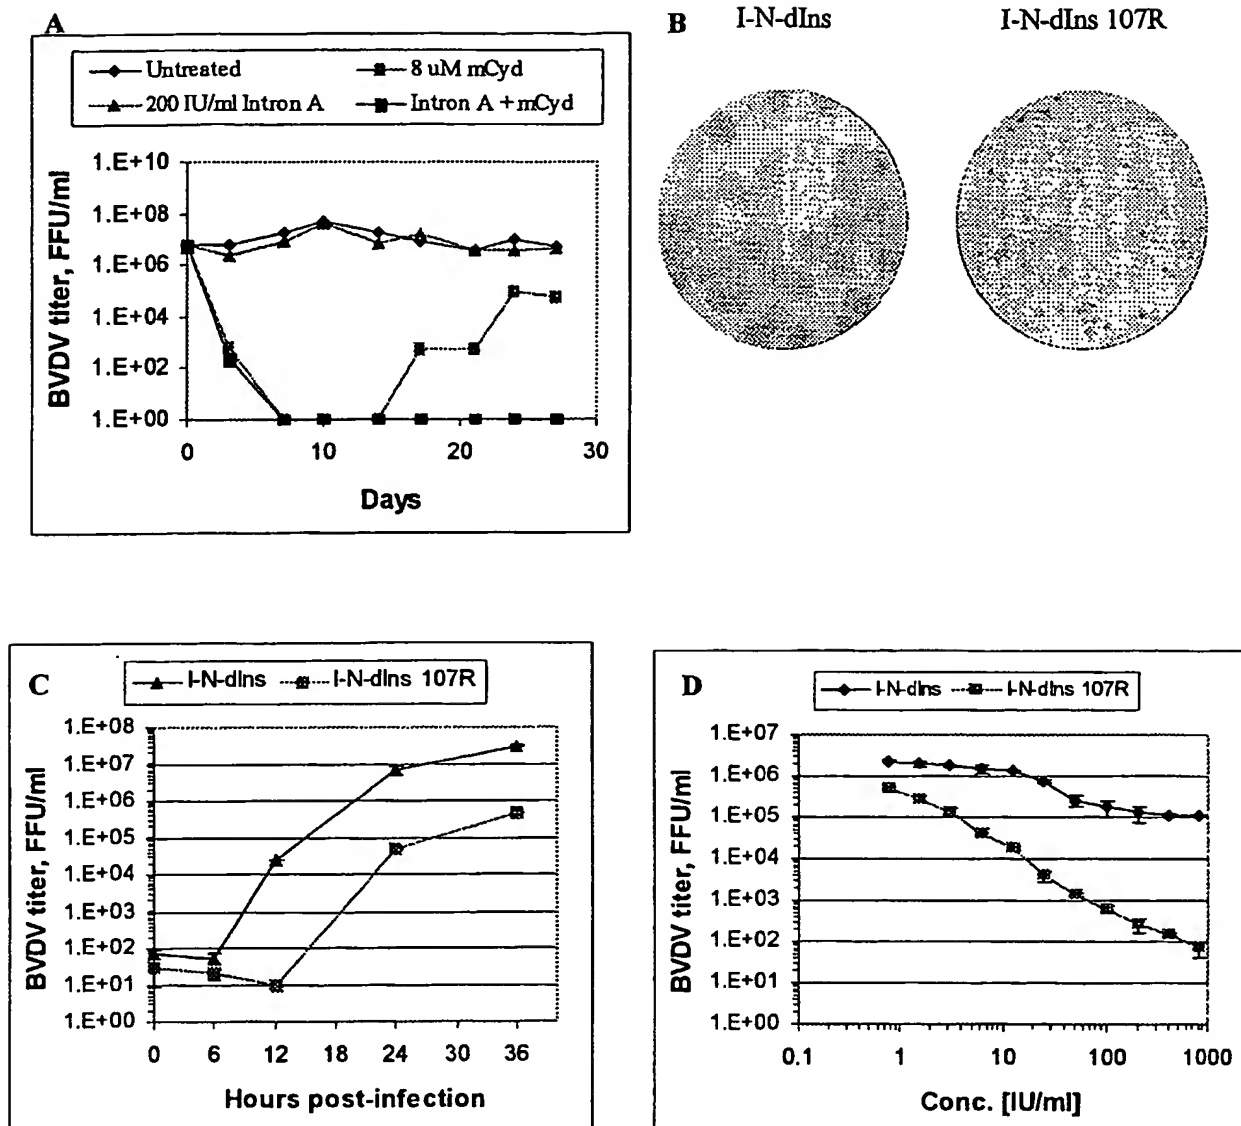 A
Untreated
8 uM mCyd
200 IU/ml Intron A
Intron A + mCyd
BVDV titer, FFU/ml
1.E+10
1.E+08
1.E+06
1.E+04
1.E+02
1.E+00
0
10
20
30
Days
B
I-N-dIns
I-N-dIns 107R
C
I-N-dIns
I-N-dIns 107R
BVDV titer, FFU/ml
1.E+08
1.E+07
1.E+06
1.E+05
1.E+04
1.E+03
1.E+02
1.E+01
1.E+00
0
6
12
18
24
30
36
Hours post-infection
D
I-N-dIns
I-N-dIns 107R
BVDV titer, FFU/ml
1.E+07
1.E+06
1.E+05
1.E+04
1.E+03
1.E+02
1.E+01
1.E+00
0.1
1
10
100
1000
Conc. [IU/ml]